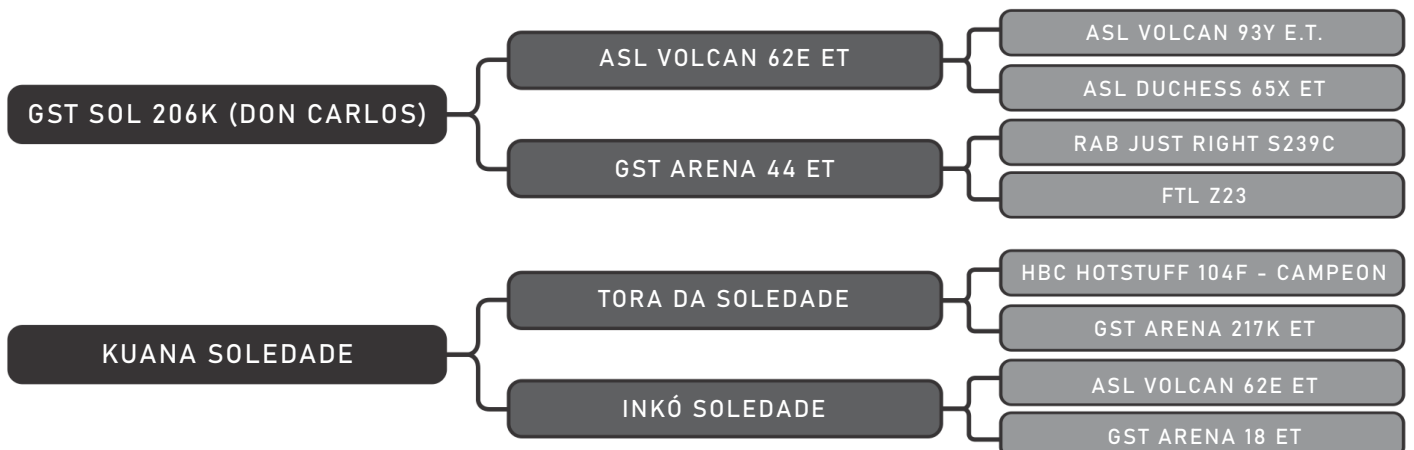 GST SOL 206K (DON CARLOS)
ASL VOLCAN 62E ET
ASL VOLCAN 93Y E.T.
ASL DUCHESS 65X ET
GST ARENA 44 ET
RAB JUST RIGHT S239C
FTL Z23
KUANA SOLEDADE
TORA DA SOLEDADE
HBC HOTSTUFF 104F - CAMPEON
GST ARENA 217K ET
INKÓ SOLEDADE
ASL VOLCAN 62E ET
GST ARENA 18 ET